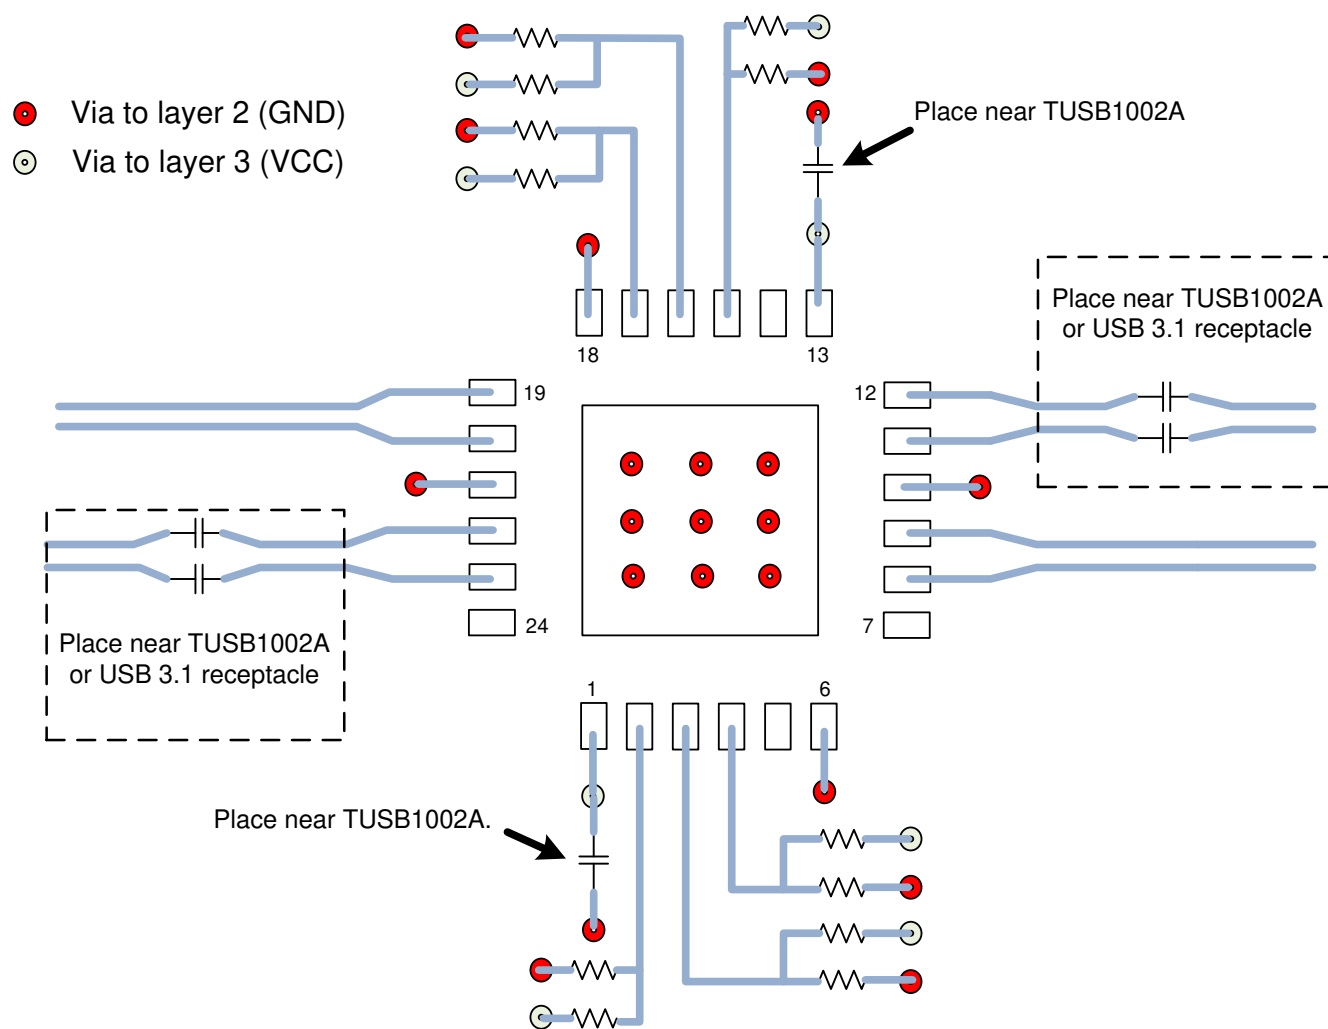 Via to layer 2 (GND)
Via to layer 3 (VCC)
Place near TUSB1002A
Place near TUSB1002A
or USB 3.1 receptacle
18
13
19
12
24
7
Place near TUSB1002A
or USB 3.1 receptacle
1
6
Place near TUSB1002A.